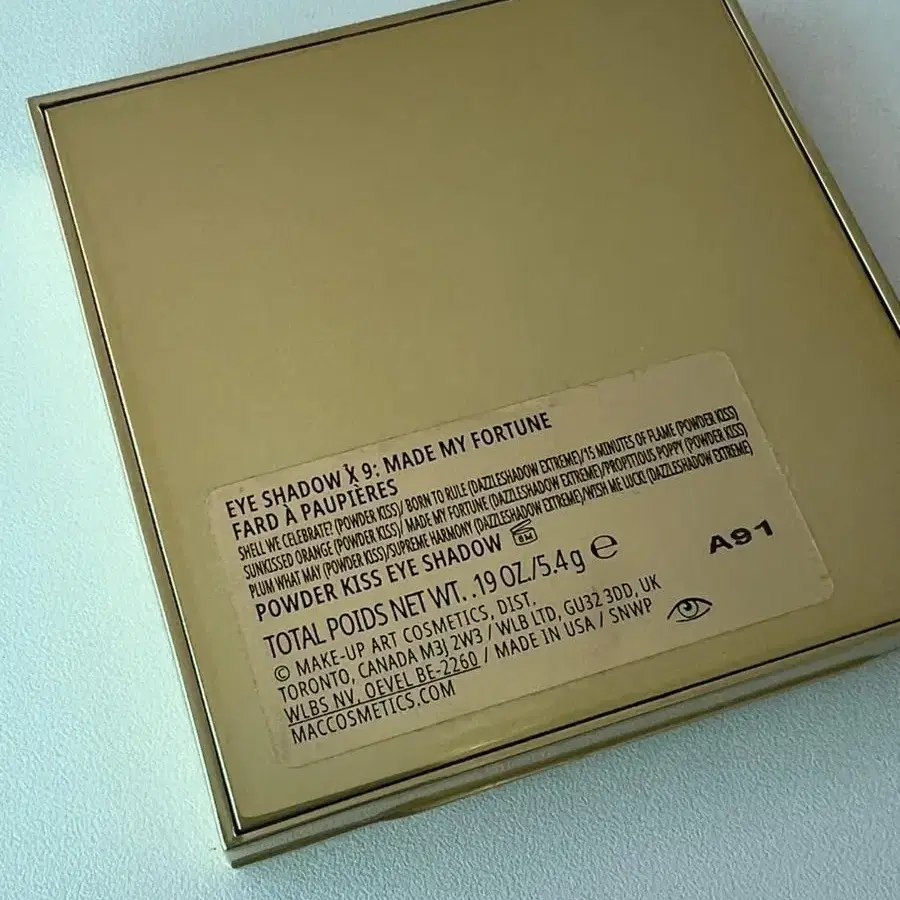 EYE SHADOW X 9: MADE MY FORTUNE
FARD À PAUPIÈRES
SHELL WE CELEBRATE? (POWDER KISS)/ BORN TO RULE (DAZZLESHADOW EXTREME)/15 MINUTES OF FLAME (POWDER KISS)
SUNKISSED ORANGE (POWDER KISS)/ MADE MY FORTUNE (DAZZLESHADOW EXTREME)/PROPITIOUS POPPY (POWDER KISS)
PLUM WHAT MAY (POWDER KISS)/SUPREME HARMONY (DAZZLESHADOW EXTREME)/WISH ME LUCK! (DAZZLESHADOW EXTREME)
POWDER KISS EYE SHADOW 6M
TOTAL POIDS NET WT. .19 OZ./5.4g e
A91
© MAKE-UP ART COSMETICS, DIST.
TORONTO, CANADA M3J 2W3 / WLB LTD, GU32 3DD, UK
WLBS NV. OEVEL BE-2260 / MADE IN USA / SNWP
MACCOSMETICS.COM